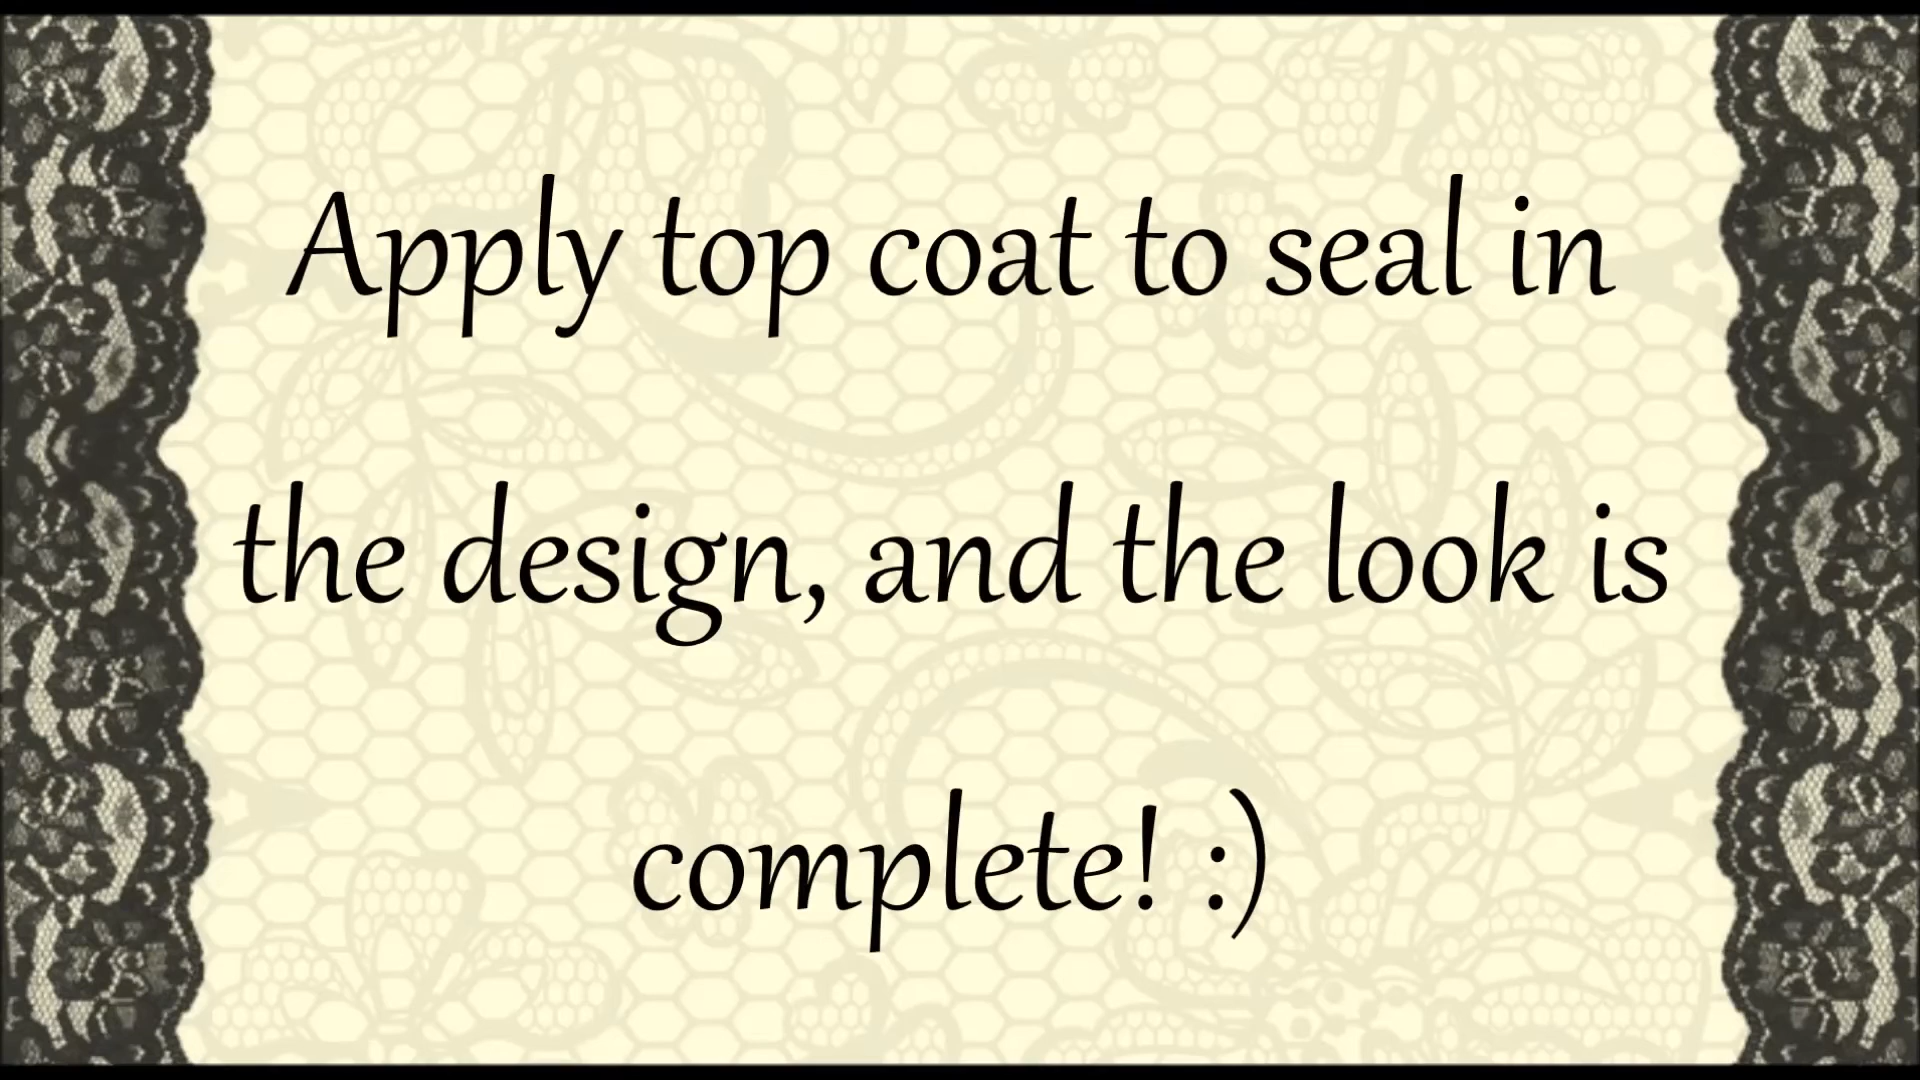 Apply top coat to seal in
the design, and the look is
complete! :)